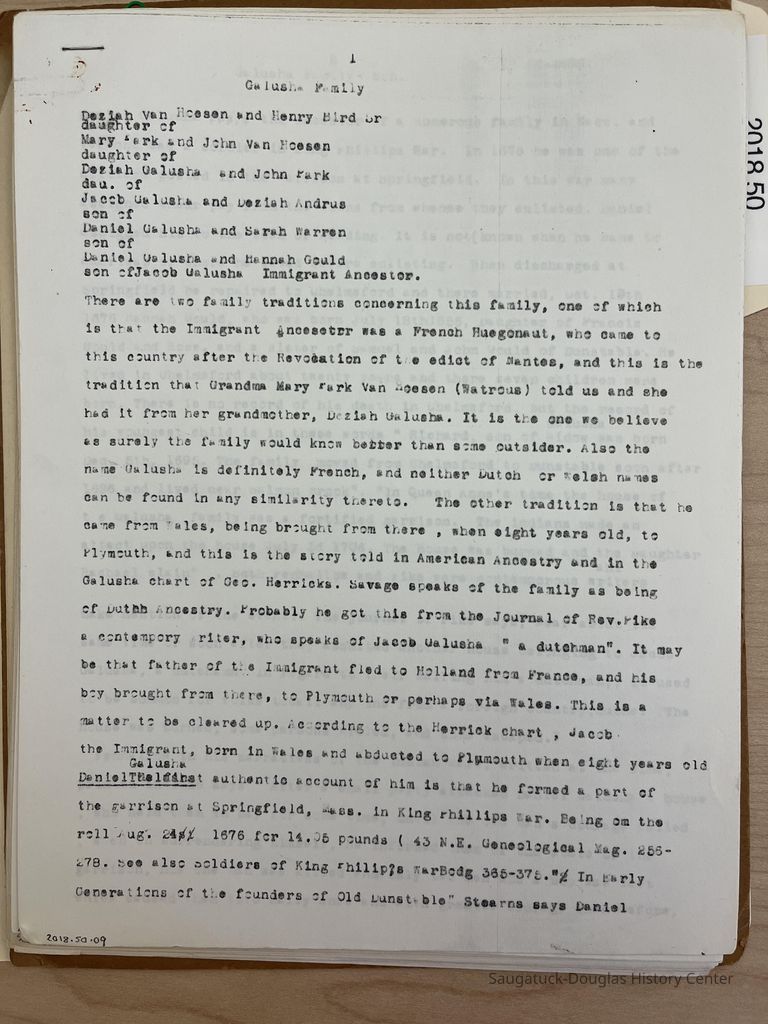 1
Galusha Family
Deziah Van Hoesen and Henry Bird Sr
daughter of
Mary Park and John Van Hoesen
daughter of
Deziah Galusha and John Park
dau. of
Jacob Galusha and Deziah Andrus
son of
Daniel Galusha and Sarah Warren
son of
Daniel Galusha and Hannah Gould
son ofJacob Galusha Immigrant Ancestor.
There are two family traditions concerning this family, one of which
is that the Immigrant Ancesetrr was a French Huegonaut, who came to
this country after the Revocation of the edict of Nantes, and this is the
tradition that Grandma Mary Park Van Hoesen (Watrous) told us and she
had it from her grandmother, Deziah Galusha. It is the one we believe
as surely the family would know better than some outsider. Also the
name Galusha is definitely French, and neither Dutch or Welsh names
can be found in any similarity thereto. The other tradition is that he
came from Wales, being brought from there , when eight years old, to
Plymouth, and this is the story told in American Ancestry and in the
Galusha chart of Geo. Herricks. Savage speaks of the family as being
of Dutbh Ancestry. Probably he got this from the Journal of Rev.Pike
a contempory riter, who speaks of Jacob Galusha " a dutchman". It may
be that father of the Immigrant fled to Holland from France, and his
boy brought from there, to Plymouth or perhaps via Wales. This is a
matter to be cleared up. According to the Herrick chart , Jacob
the Immigrant, born in Wales and abducted to Plymouth when eight years old
Galusha
Daniel authentic account of him is that he formed a part of
the garrison at Springfield, Mass. in King Phillips War. Being om the
roll Aug. 1676 for 14.05 pounds ( 43 N.E. Geneological Mag. 256-
278. See also Soldiers of King Philip's WarBodg 365-375." In Early
Generations of the founders of Old Dunstable" Stearns says Daniel
2018.50.09
2018.50
Saugatuck-Douglas History Center